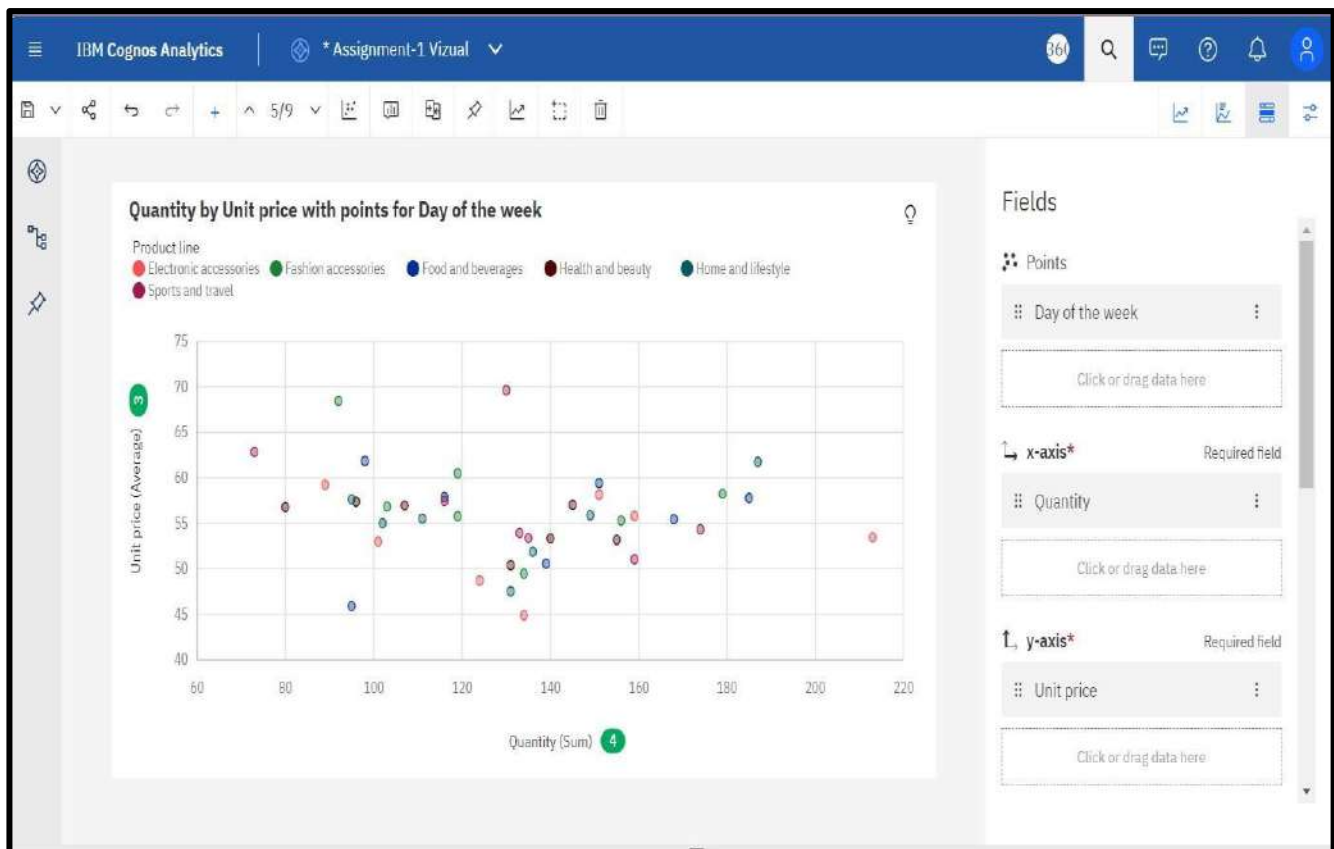 IBM Cognos Analytics
* Assignment-1 Vizual
360
5/9
Quantity by Unit price with points for Day of the week
Product line
Electronic accessories Fashion accessories Food and beverages Health and beauty Home and lifestyle
Sports and travel
75
70
65
60
55
50
45
40
Unit price (Average) 3
60 80 100 120 140 160 180 200 220
Quantity (Sum) 4
Fields
Points
Day of the week
Click or drag data here
x-axis* Required field
Quantity
Click or drag data here
y-axis* Required field
Unit price
Click or drag data here